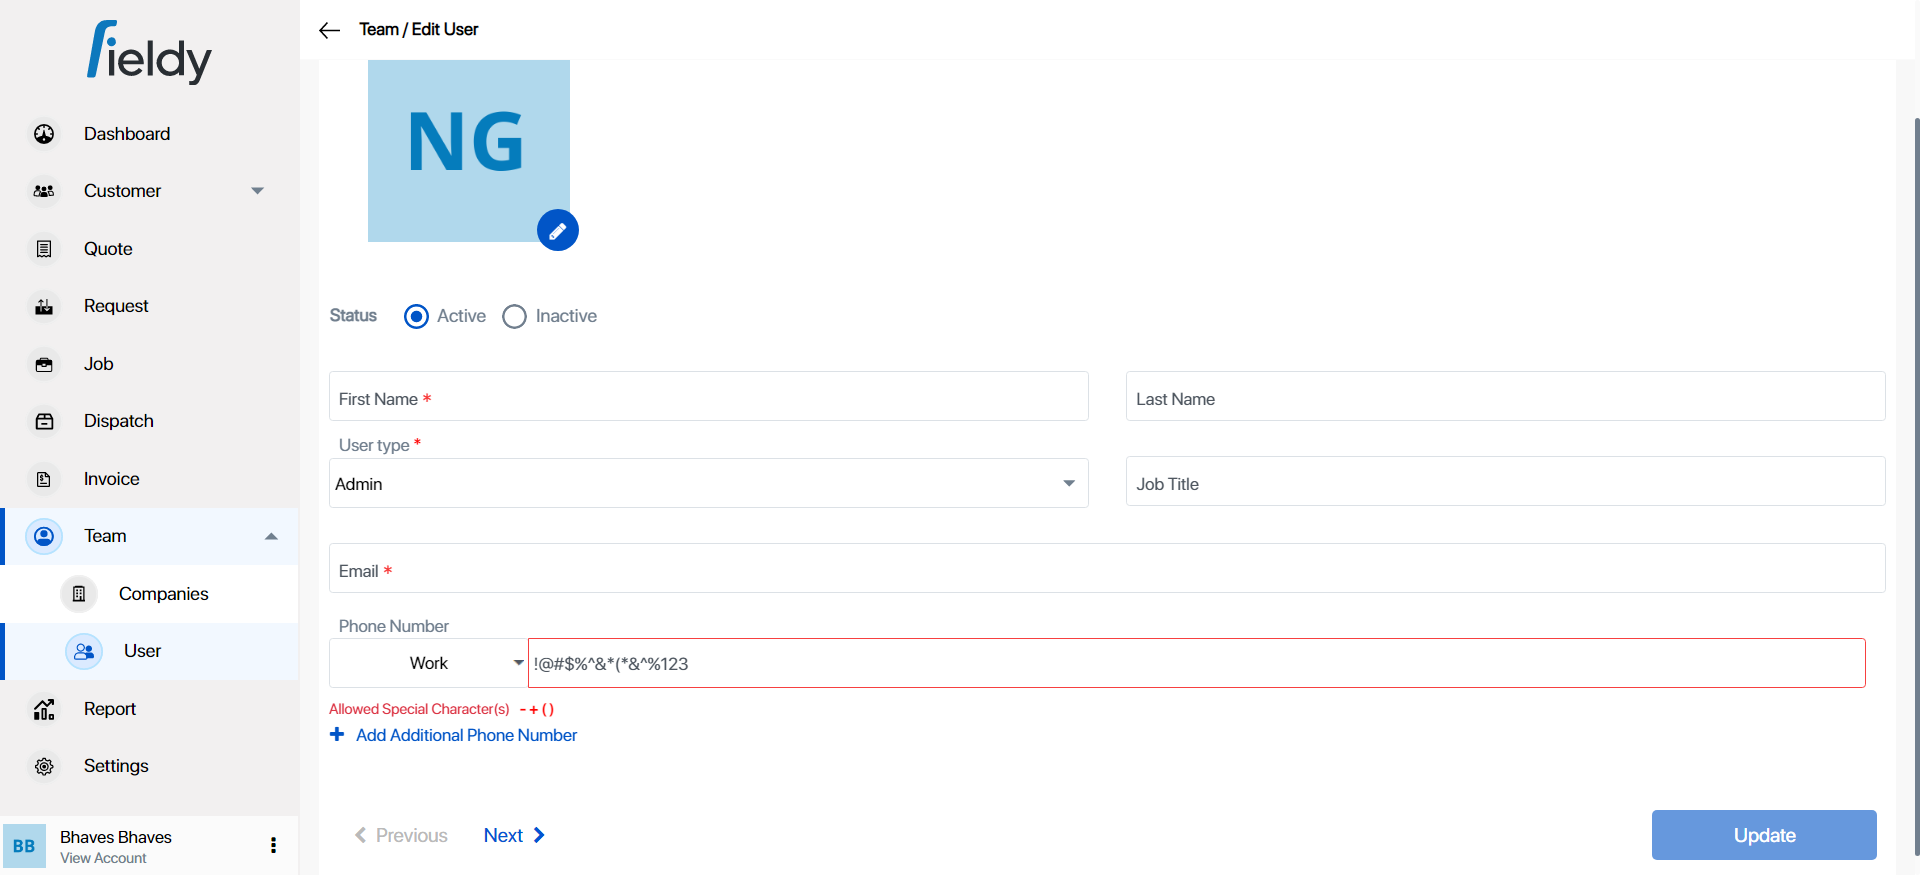 fieldy
Dashboard
Customer
Quote
Request
Job
Dispatch
Invoice
Team
Companies
User
Report
Settings
BB
Bhaves Bhaves
View Account
Team / Edit User
NG
Status Active Inactive
First Name *
Last Name
User type *
Admin
Job Title
Email *
Phone Number
Work
!@#$%^&*(*&^%123
Allowed Special Character(s) - + ( )
+ Add Additional Phone Number
Previous
Next
Update